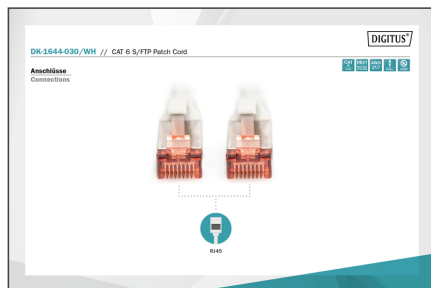 DIGITUS®
DK-1644-030/WH // CAT 6 S/FTP Patch Cord
Anschlüsse
Connections
RJ45